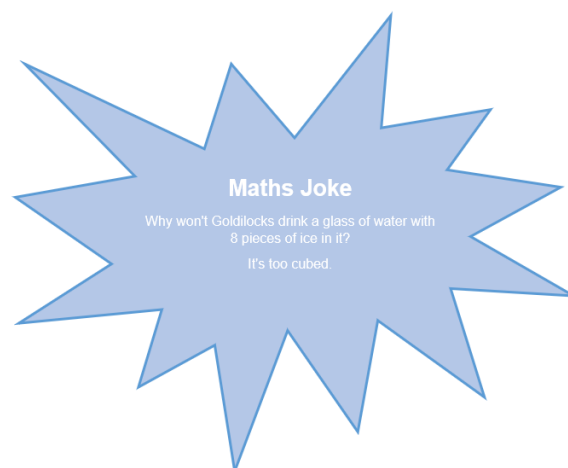 Maths Joke
Why won't Goldilocks drink a glass of water with
8 pieces of ice in it?
It's too cubed.